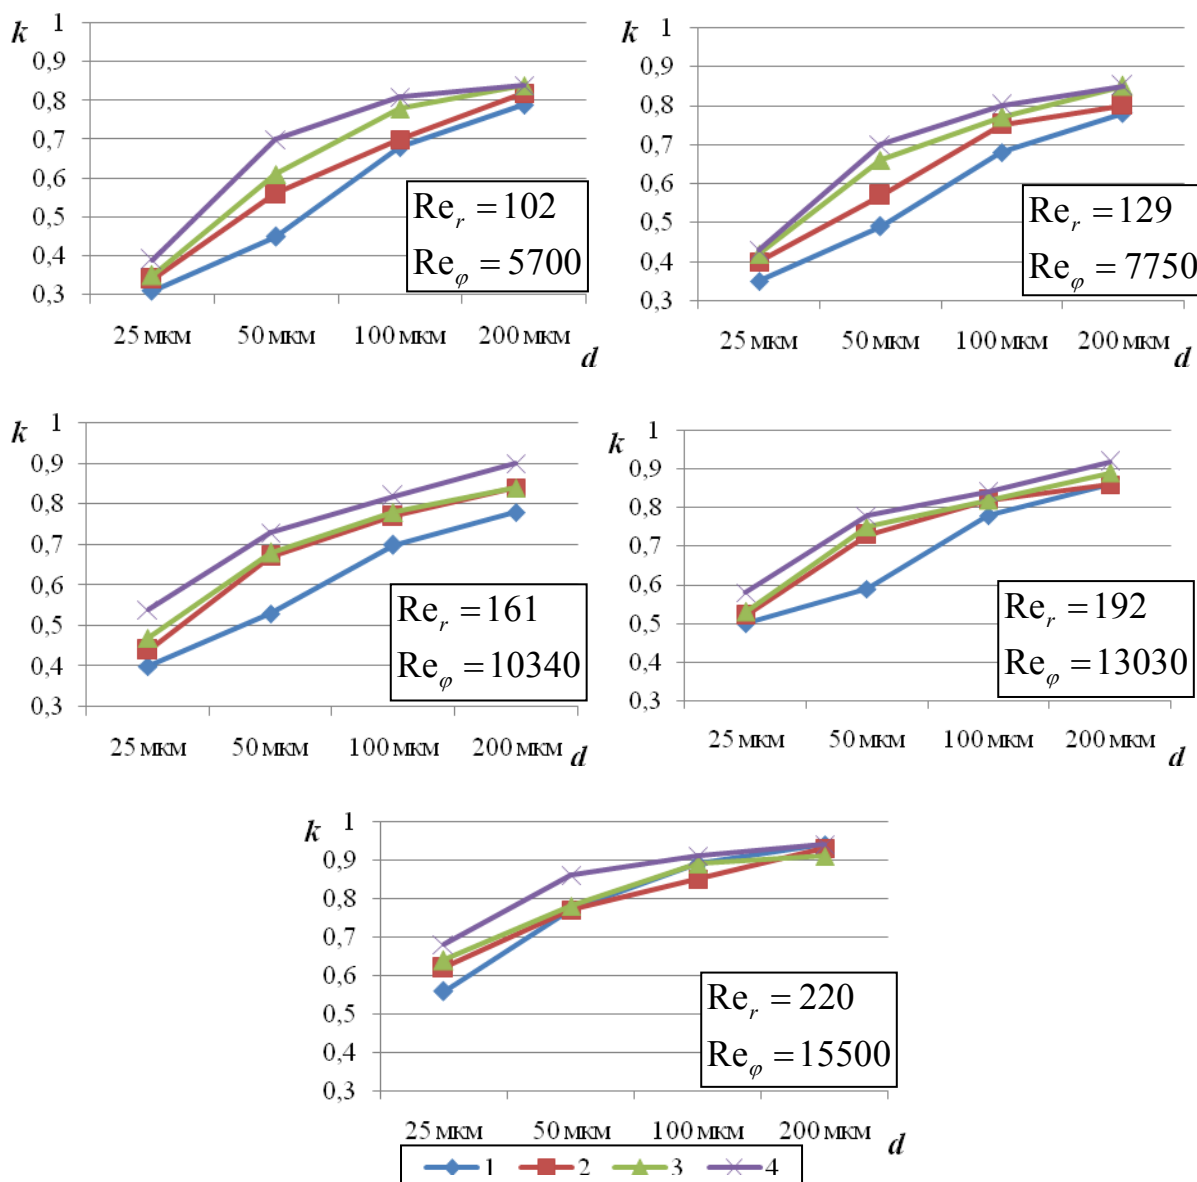 k
1
0,9
0,8
0,7
0,6
0,5
0,4
0,3
25 мкм 50 мкм 100 мкм 200 мкм
d
Re_r = 102
Re_φ = 5700
k
1
0,9
0,8
0,7
0,6
0,5
0,4
0,3
25 мкм 50 мкм 100 мкм 200 мкм
d
Re_r = 129
Re_φ = 7750
k
1
0,9
0,8
0,7
0,6
0,5
0,4
0,3
25 мкм 50 мкм 100 мкм 200 мкм
d
Re_r = 161
Re_φ = 10340
k
1
0,9
0,8
0,7
0,6
0,5
0,4
0,3
25 мкм 50 мкм 100 мкм 200 мкм
d
Re_r = 192
Re_φ = 13030
k
1
0,9
0,8
0,7
0,6
0,5
0,4
0,3
25 мкм 50 мкм 100 мкм 200 мкм
d
Re_r = 220
Re_φ = 15500
1 2 3 4